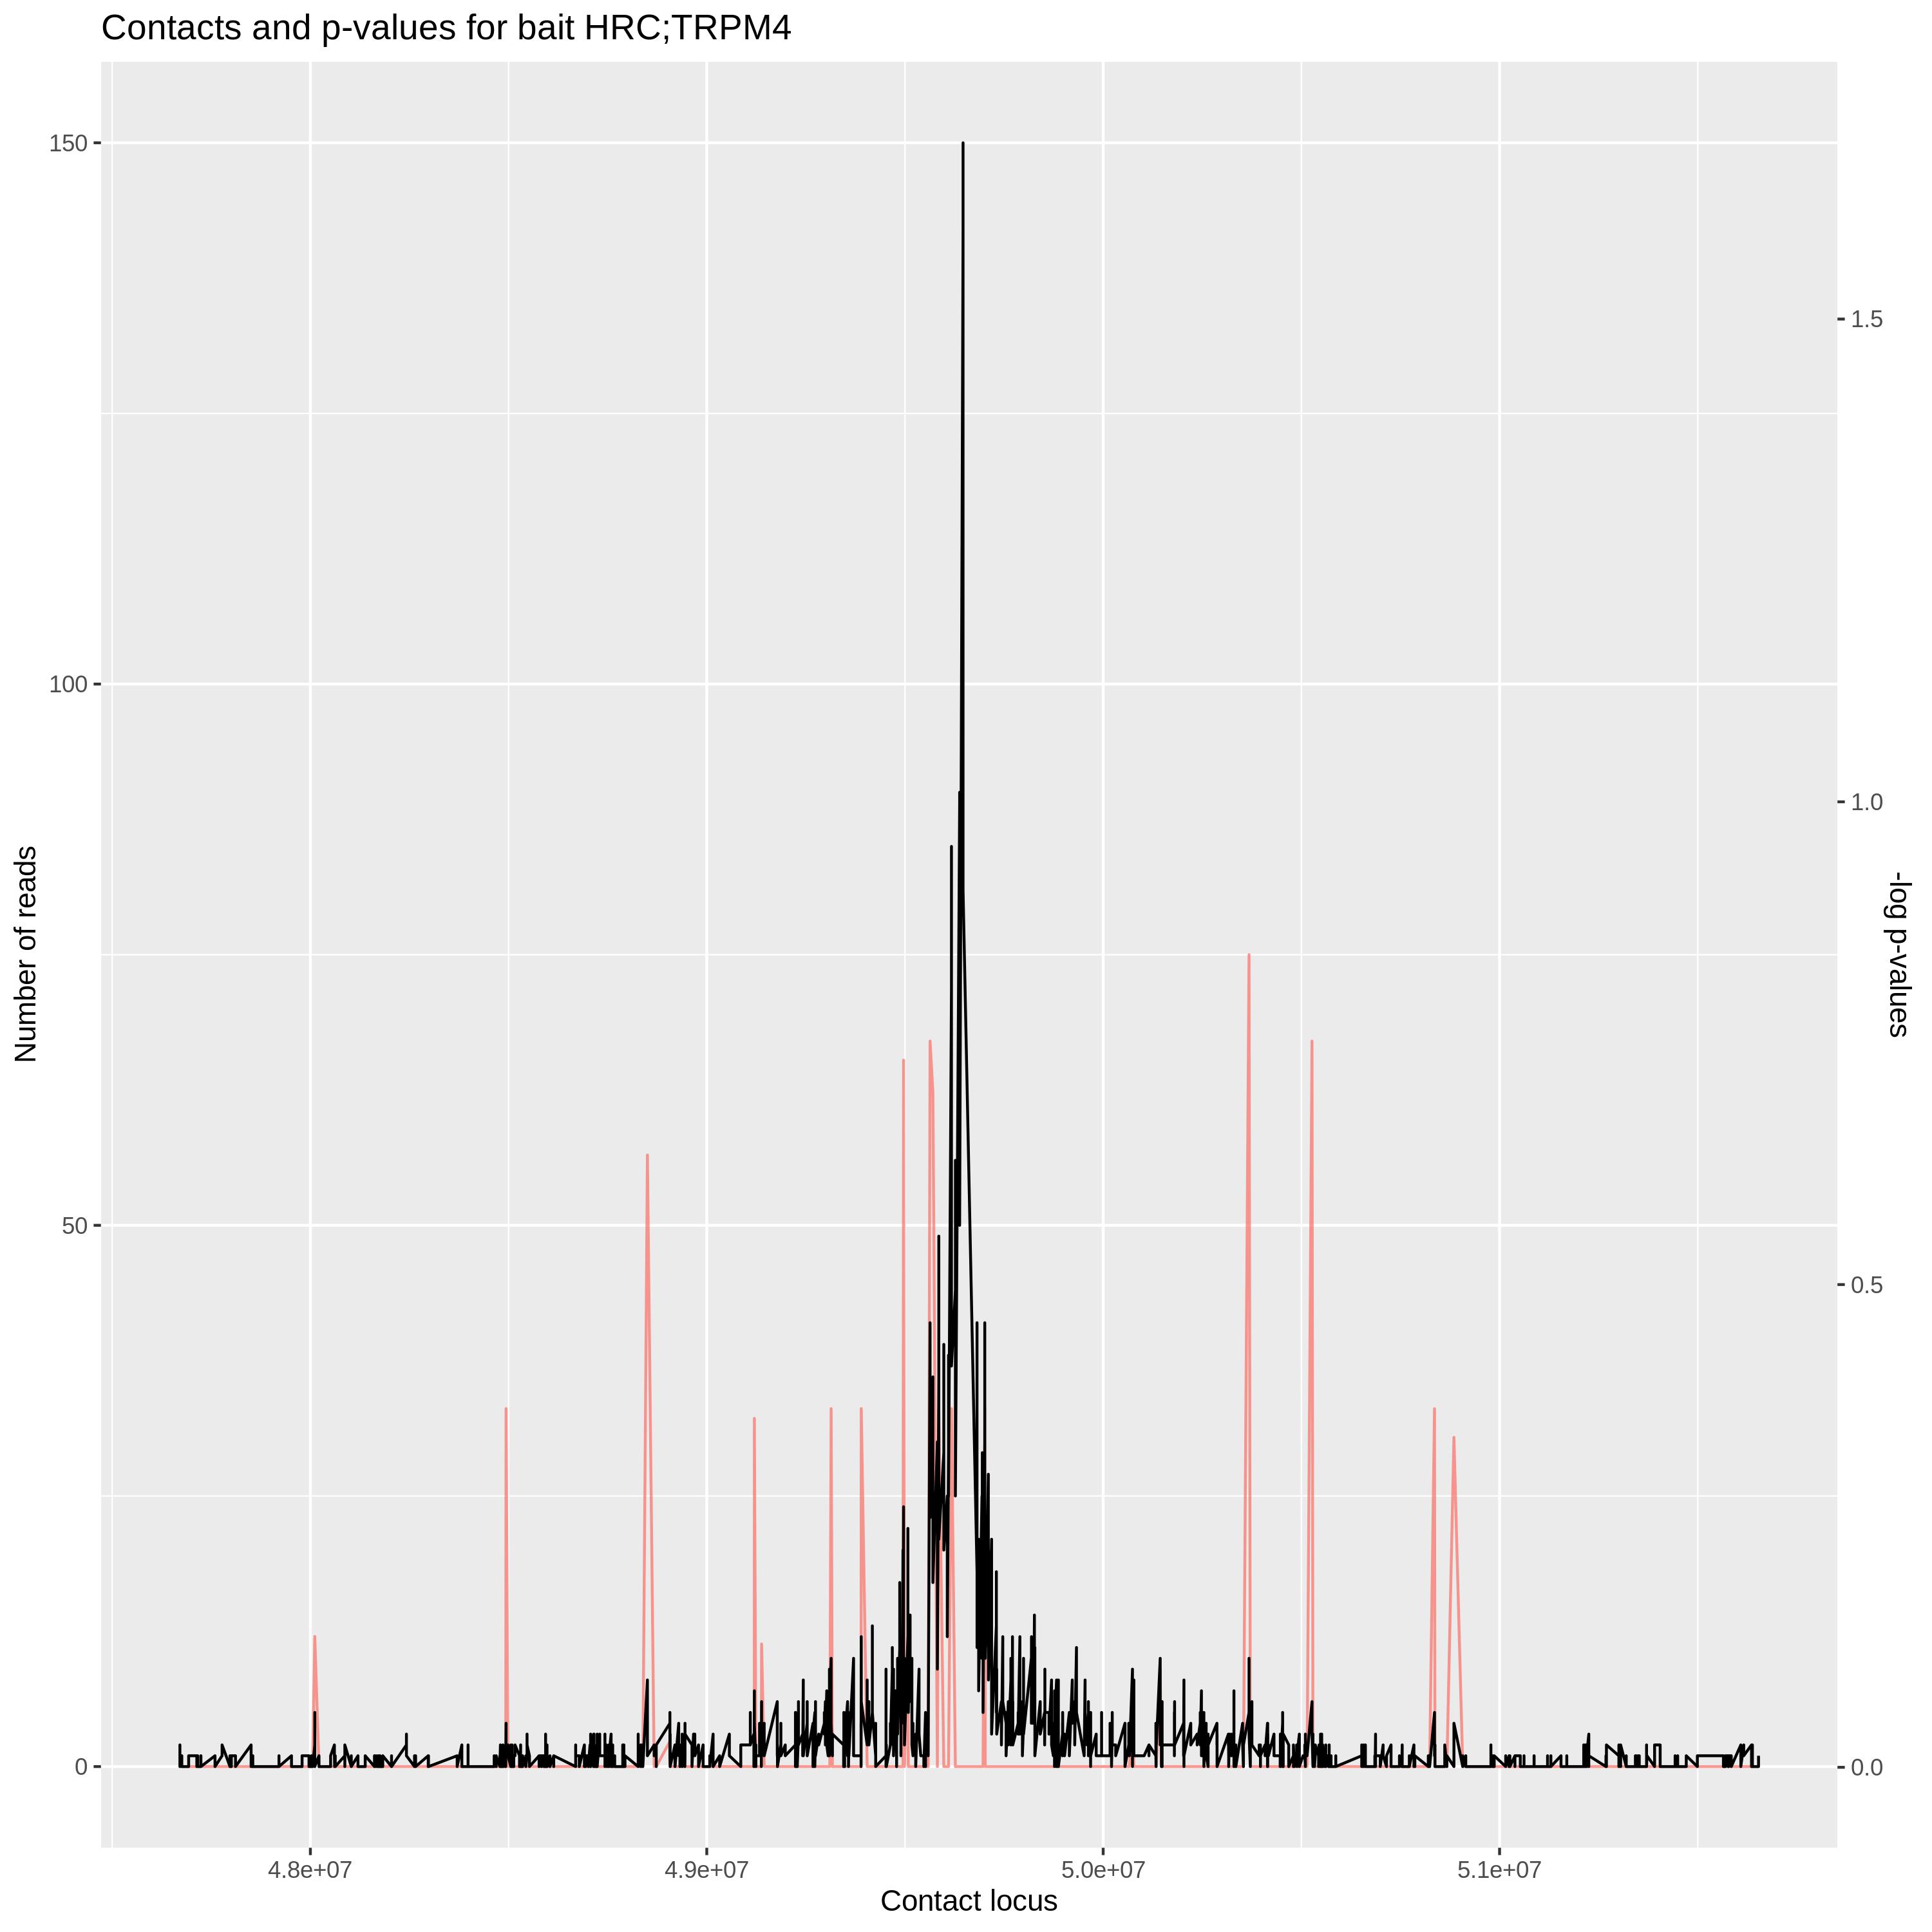 Contacts and p-values for bait HRC;TRPM4
150
100
50
0
Number of reads
1.5
1.0
0.5
0.0
-log p-values
4.8e+07
4.9e+07
5.0e+07
5.1e+07
Contact locus